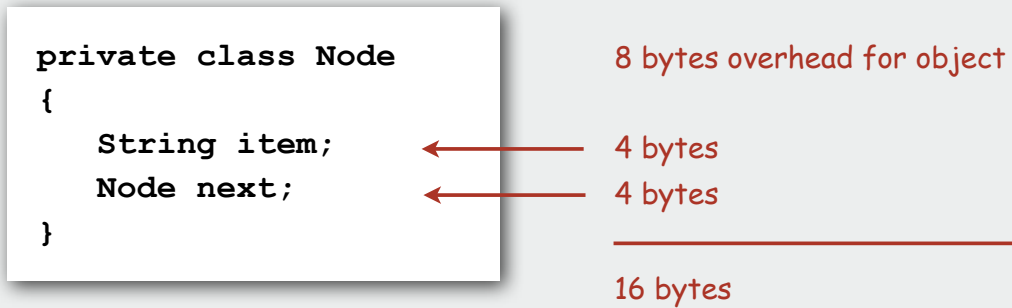 private class Node
{
String item;
Node next;
}
8 bytes overhead for object
4 bytes
4 bytes
16 bytes